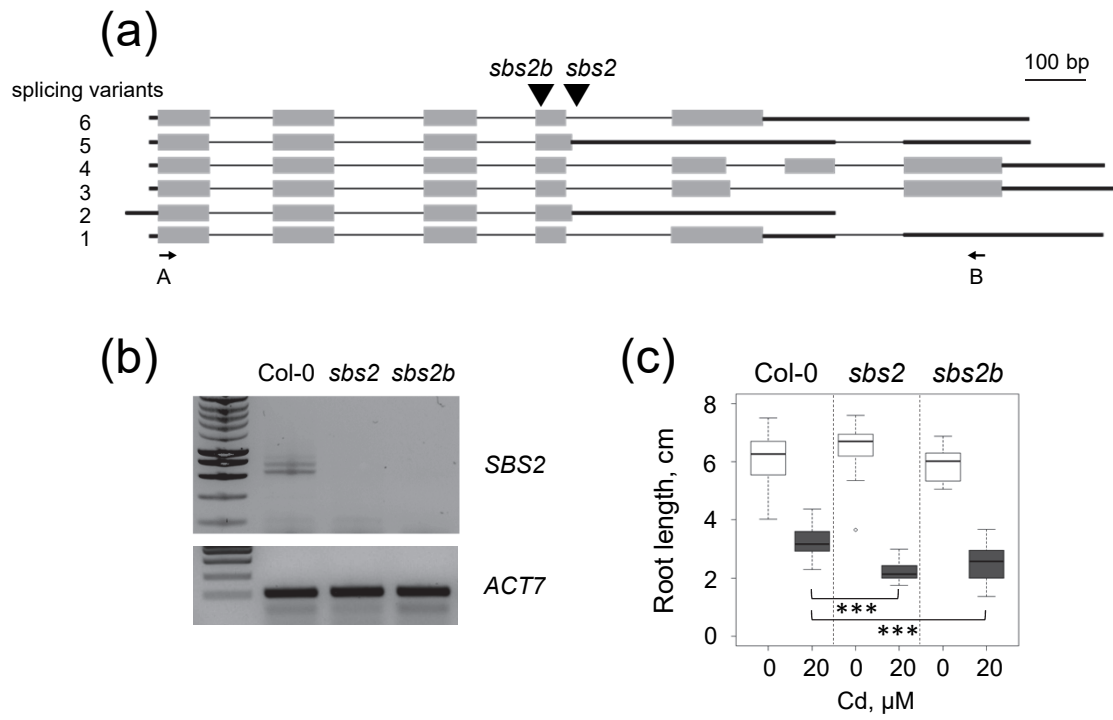 (a)
sbs2b sbs2
100 bp
splicing variants
6
5
4
3
2
1
A
B
(b)
Col-0 sbs2 sbs2b
SBS2
ACT7
(c)
Col-0 sbs2 sbs2b
8
6
4
2
0
Root length, cm
***
***
0 20 0 20 0 20
Cd, μM